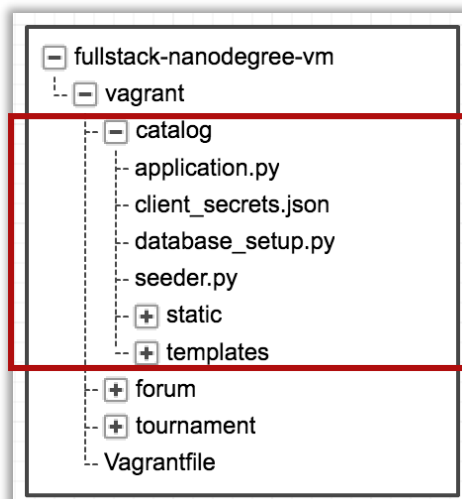 fullstack-nanodegree-vm
vagrant
catalog
application.py
client_secrets.json
database_setup.py
seeder.py
static
templates
forum
tournament
Vagrantfile